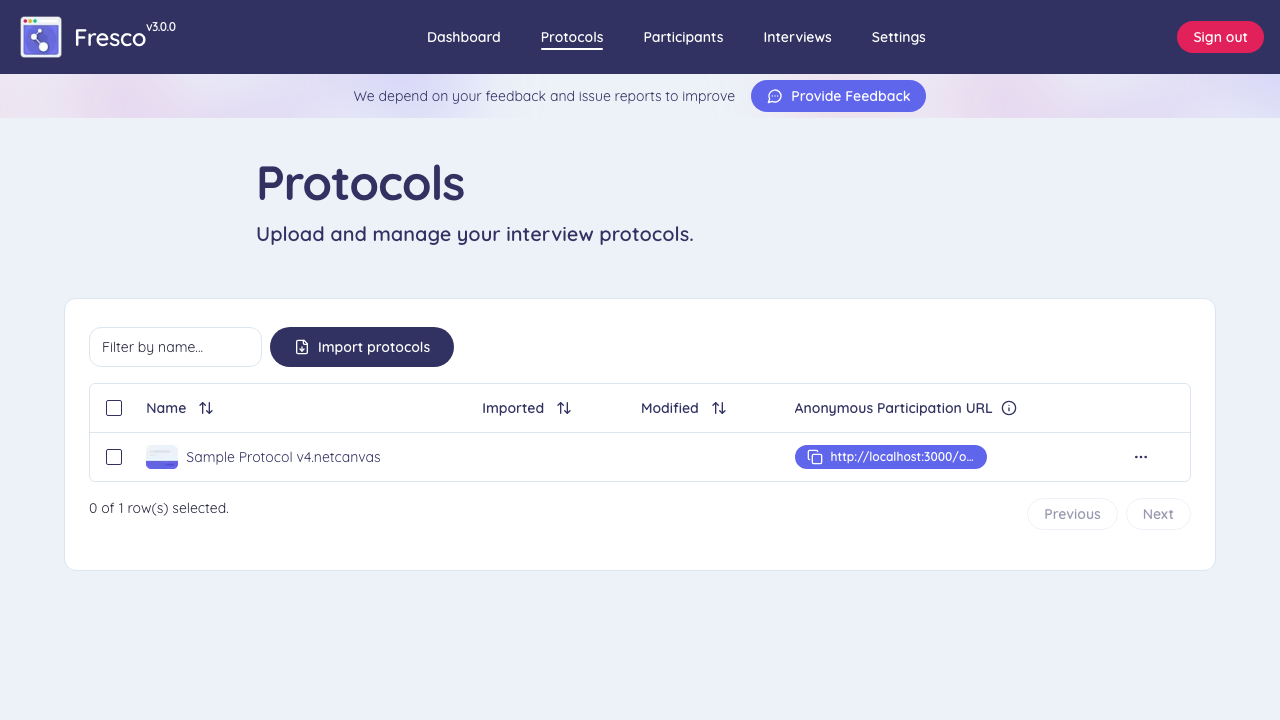 Fresco v3.0.0
Dashboard
Protocols
Participants
Interviews
Settings
Sign out
We depend on your feedback and issue reports to improve
Provide Feedback
Protocols
Upload and manage your interview protocols.
Filter by name...
Import protocols
Name
Imported
Modified
Anonymous Participation URL
Sample Protocol v4.netcanvas
http://localhost:3000/o...
0 of 1 row(s) selected.
Previous
Next